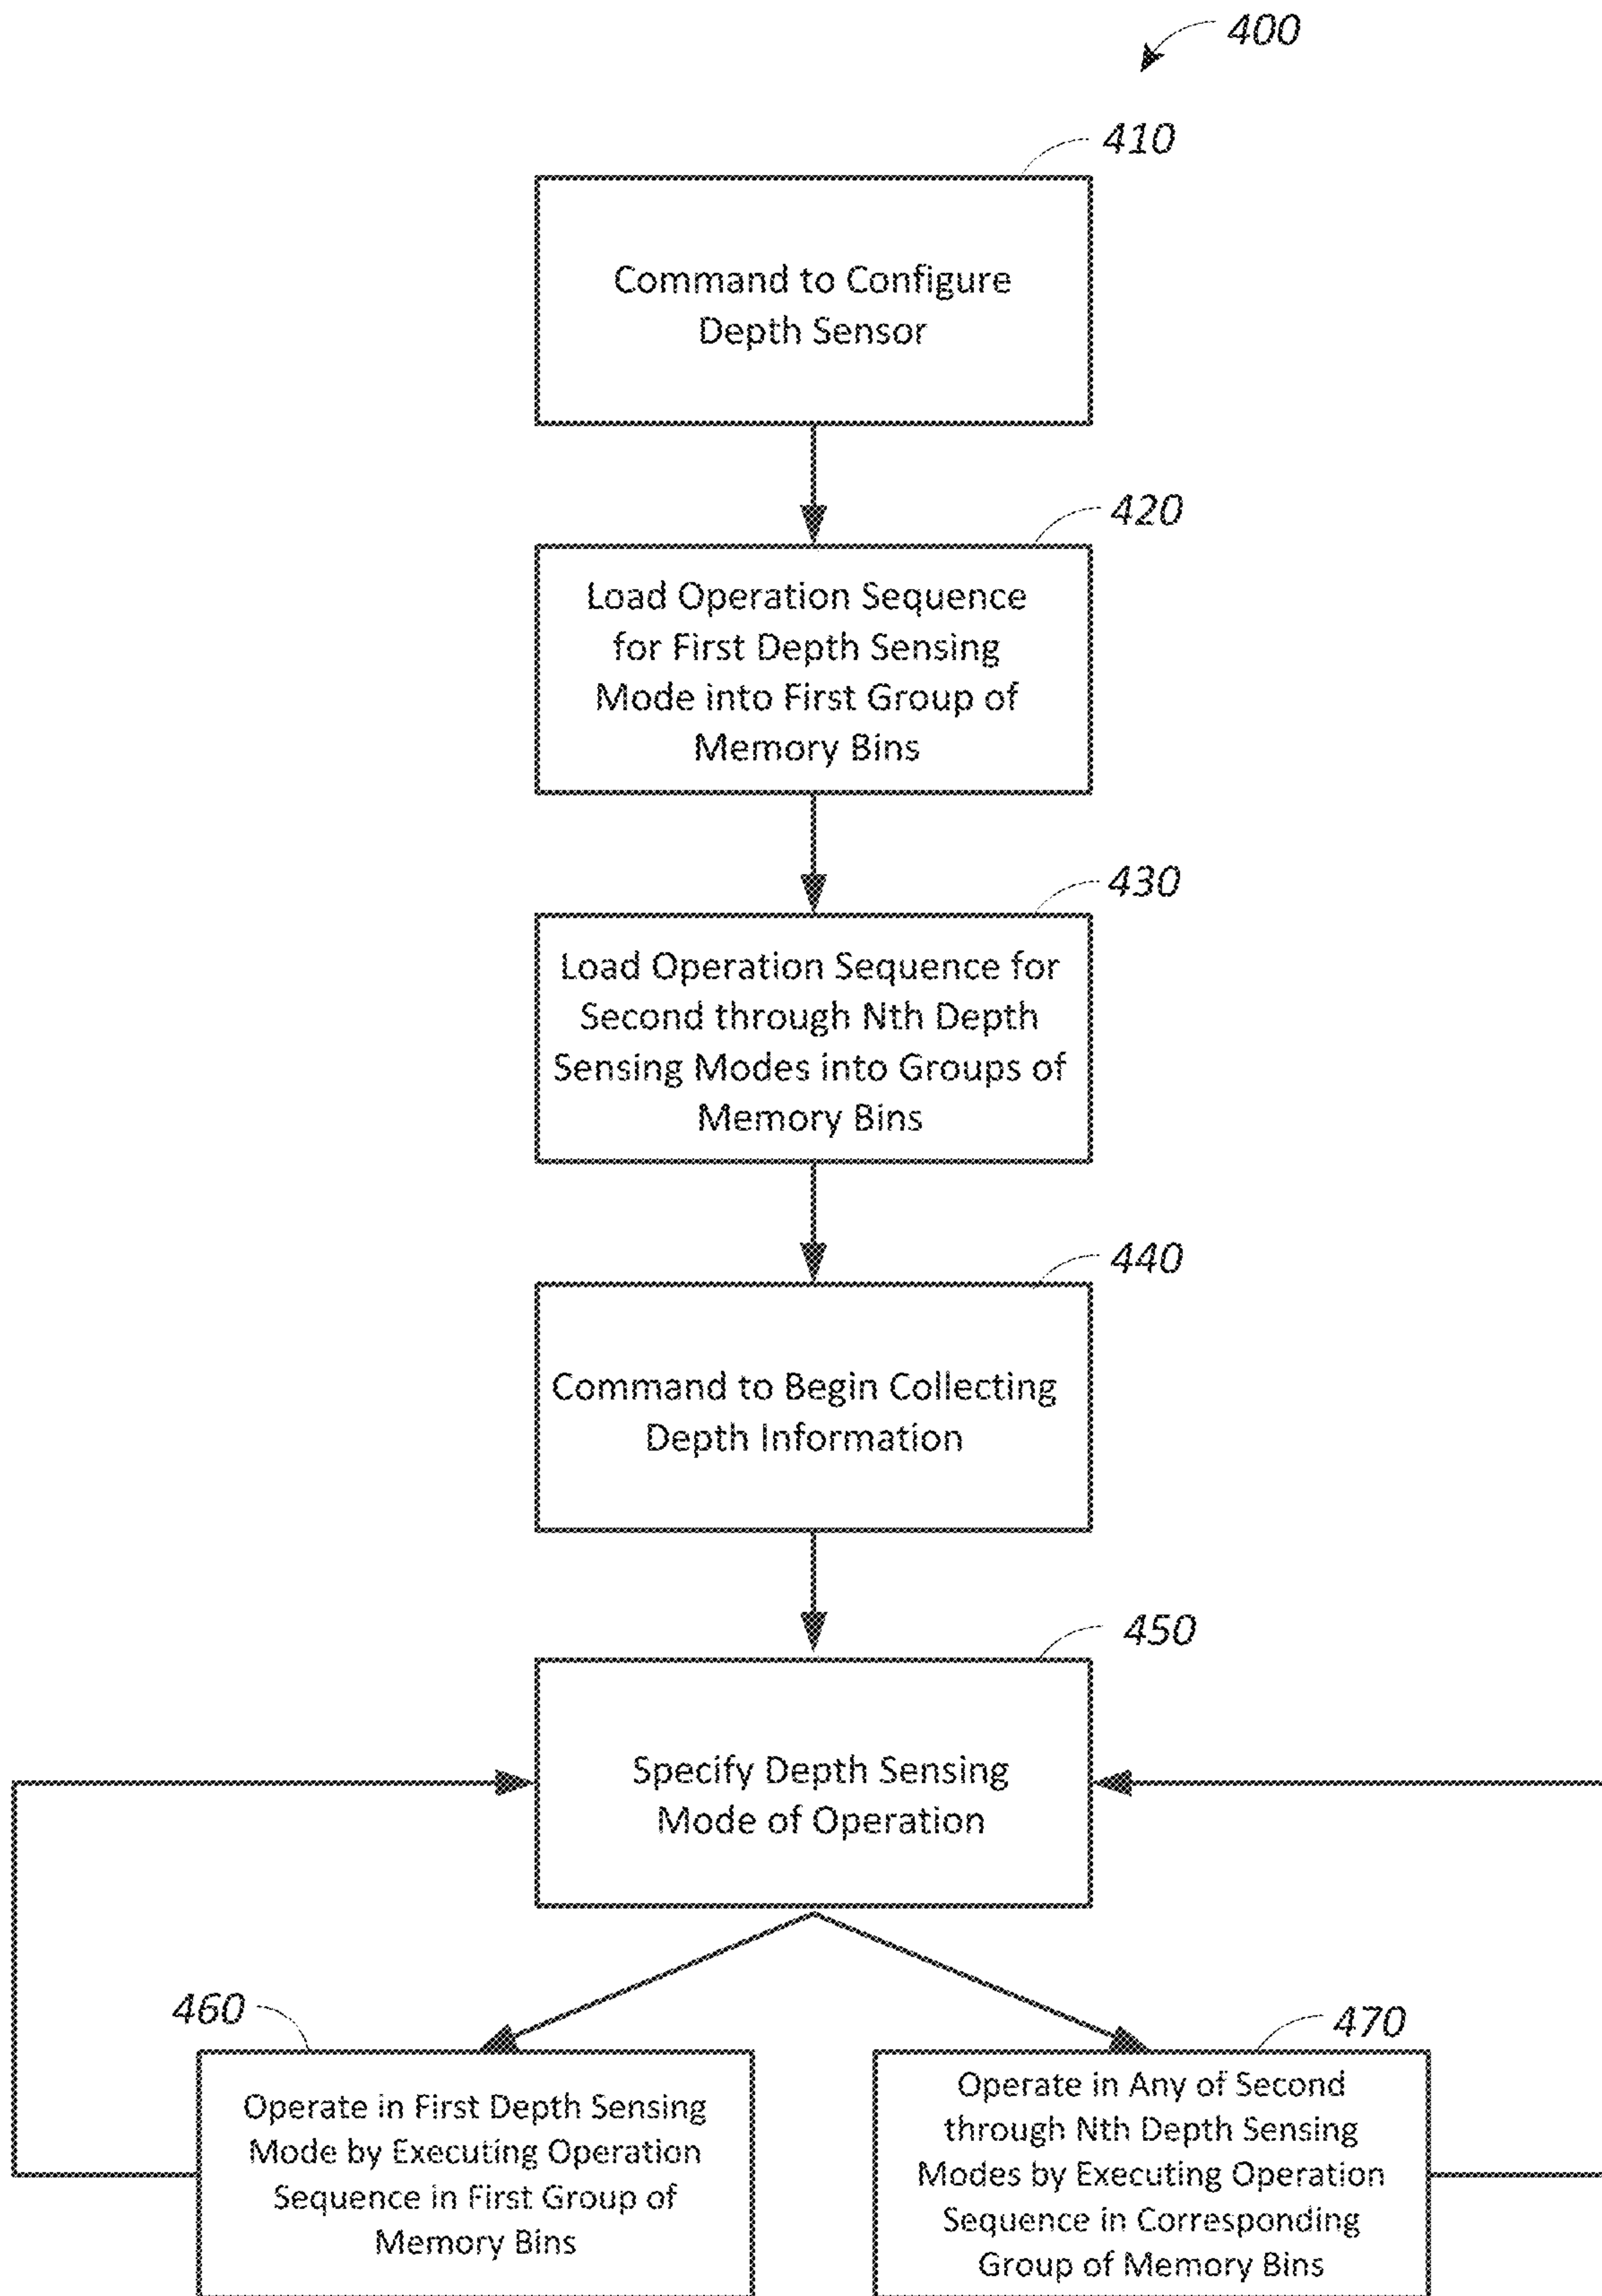 400
410
Command to Configure
Depth Sensor
420
Load Operation Sequence
for First Depth Sensing
Mode into First Group of
Memory Bins
430
Load Operation Sequence for
Second through Nth Depth
Sensing Modes into Groups of
Memory Bins
440
Command to Begin Collecting
Depth Information
450
Specify Depth Sensing
Mode of Operation
460
Operate in First Depth Sensing
Mode by Executing Operation
Sequence in First Group of
Memory Bins
470
Operate in Any of Second
through Nth Depth Sensing
Modes by Executing Operation
Sequence in Corresponding
Group of Memory Bins